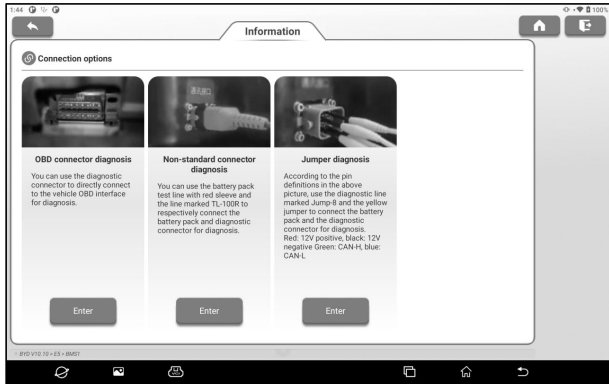 1:44
100%
Information
Connection options
OBD connector diagnosis
You can use the diagnostic
connector to directly connect
to the vehicle OBD interface
for diagnosis.
Enter
Non-standard connector
diagnosis
You can use the battery pack
test line with red sleeve and
the line marked TL-100R to
respectively connect the
battery pack and diagnostic
connector for diagnosis.
Enter
Jumper diagnosis
According to the pin
definitions in the above
picture, use the diagnostic line
marked Jump-8 and the yellow
jumper to connect the battery
pack and the diagnostic
connector for diagnosis.
Red: 12V positive, black: 12V
negative Green: CAN-H, blue:
CAN-L
Enter
BYD V10.10 > E5 > BMS1